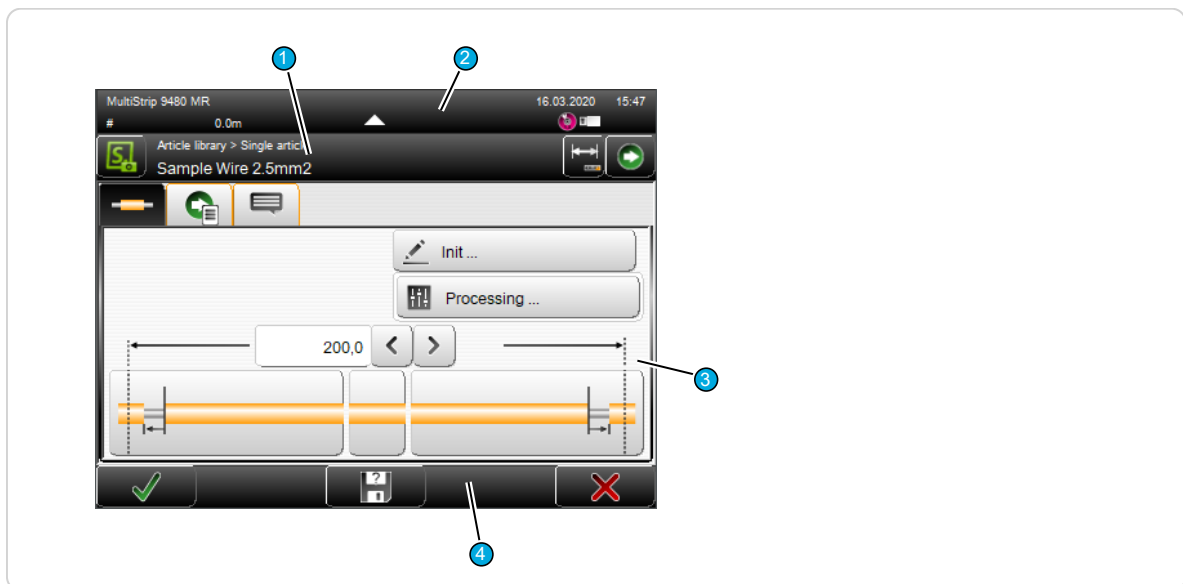 1
2
MultiStrip 9480 MR 16.03.2020 15:47
# 0.0m
Article library > Single article
Sample Wire 2.5mm2
Init ...
Processing ...
200,0
3
4